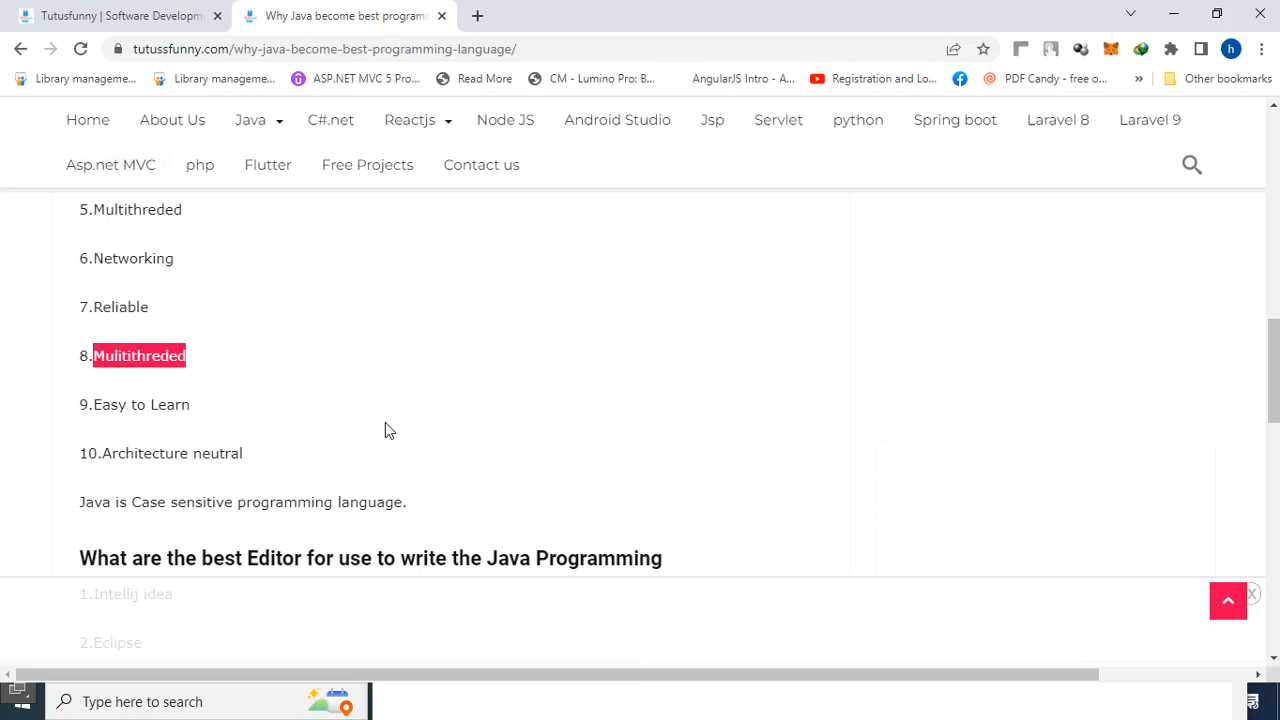 Tutusfunny | Software Developm
Why Java become best programm
tutussfunny.com/why-java-become-best-programming-language/
h
Library manageme...
Library manageme...
ASP.NET MVC 5 Pro...
Read More
CM - Lumino Pro: B...
AngularJS Intro - A...
Registration and Lo...
PDF Candy – free o...
»
Other bookmarks
Home About Us Java C#.net Reactjs Node JS Android Studio Jsp Servlet python Spring boot Laravel 8 Laravel 9
Asp.net MVC php Flutter Free Projects Contact us
5.Multithreded
6.Networking
7.Reliable
8.Mulitithreded
9.Easy to Learn
10.Architecture neutral
Java is Case sensitive programming language.
What are the best Editor for use to write the Java Programming
1.Intellij idea
X
2.Eclipse
Type here to search